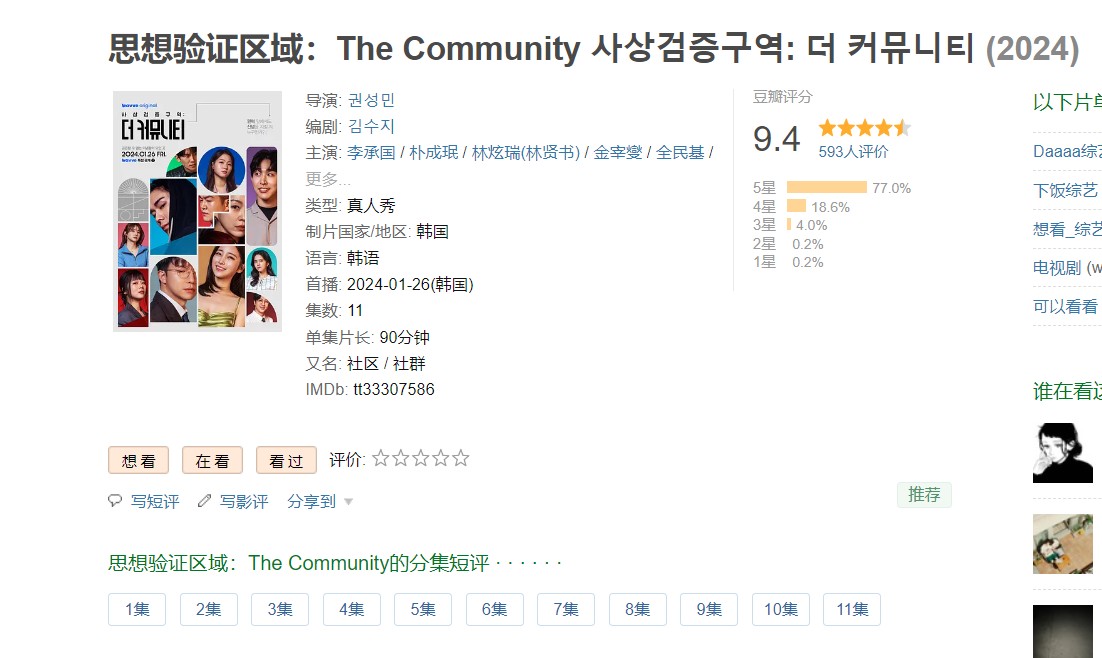 思想验证区域：The Community 사상검증구역: 더 커뮤니티 (2024)
wavve original
사상검증구역:
더 커뮤니티
2024.01.26 FRI.
导演: 권성민
编剧: 김수지
主演: 李承国 / 朴成珉 / 林炫瑞(林贤书) / 金宰燮 / 全民基 /
更多...
类型: 真人秀
制片国家/地区: 韩国
语言: 韩语
首播: 2024-01-26(韩国)
集数: 11
单集片长: 90分钟
又名: 社区 / 社群
IMDb: tt33307586
豆瓣评分
9.4
593人评价
5星 77.0%
4星 18.6%
3星 4.0%
2星 0.2%
1星 0.2%
以下片单
Daaaa综
下饭综艺
想看_综艺
电视剧 (w
可以看看
谁在看这
想看 在看 看过 评价:
写短评 写影评 分享到
推荐
思想验证区域：The Community的分集短评 · · · · · ·
1集 2集 3集 4集 5集 6集 7集 8集 9集 10集 11集